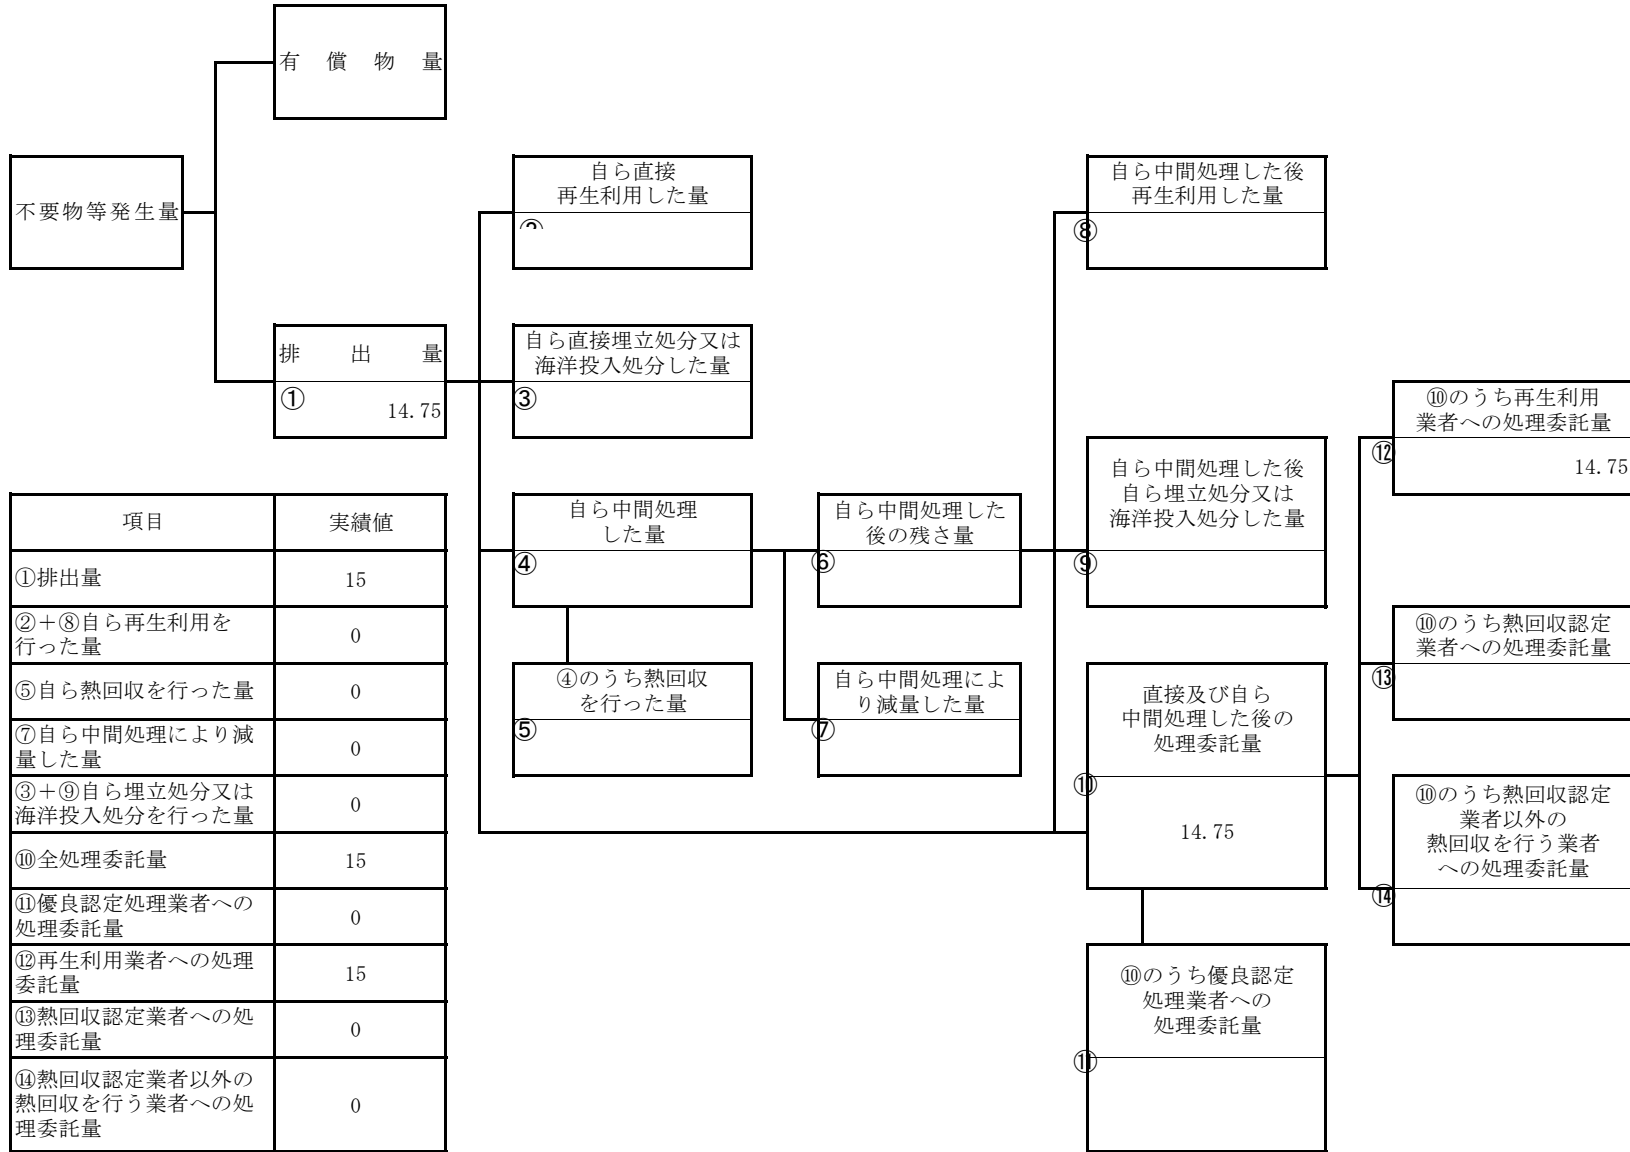 有償物量
不要物等発生量
自ら直接
再生利用した量
②
自ら中間処理した後
再生利用した量
⑧
排出量
① 14.75
自ら直接埋立処分又は
海洋投入処分した量
③
⑩のうち再生利用
業者への処理委託量
⑫ 14.75
自ら中間処理した後
自ら埋立処分又は
海洋投入処分した量
⑨
自ら中間処理
した量
④
自ら中間処理した
後の残さ量
⑥
⑩のうち熱回収認定
業者への処理委託量
⑬
④のうち熱回収
を行った量
⑤
自ら中間処理によ
り減量した量
⑦
直接及び自ら
中間処理した後の
処理委託量
⑩
14.75
⑩のうち熱回収認定
業者以外の
熱回収を行う業者
への処理委託量
⑭
⑩のうち優良認定
処理業者への
処理委託量
⑪
項目 実績値
①排出量 15
②＋⑧自ら再生利用を
行った量 0
⑤自ら熱回収を行った量 0
⑦自ら中間処理により減
量した量 0
③＋⑨自ら埋立処分又は
海洋投入処分を行った量 0
⑩全処理委託量 15
⑪優良認定処理業者への
処理委託量 0
⑫再生利用業者への処理
委託量 15
⑬熱回収認定業者への処
理委託量 0
⑭熱回収認定業者以外の
熱回収を行う業者への処
理委託量 0